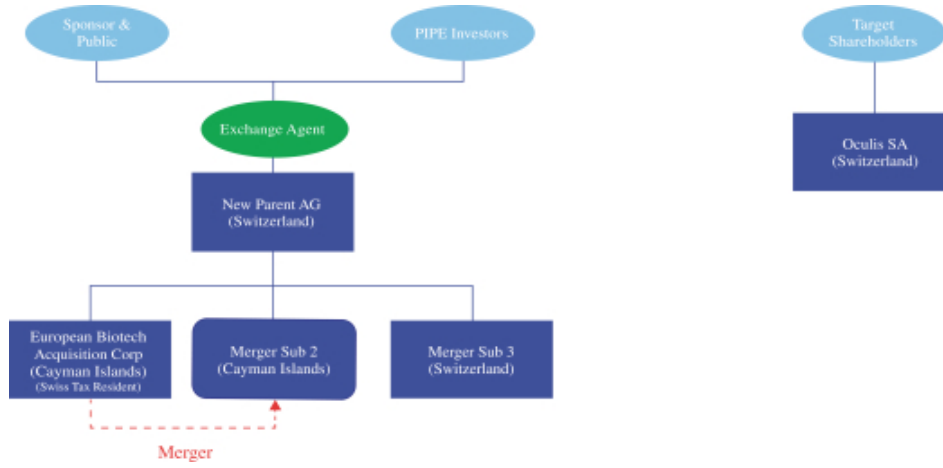 Sponsor &
Public
PIPE Investors
Target
Shareholders
Exchange Agent
Oculis SA
(Switzerland)
New Parent AG
(Switzerland)
European Biotech
Acquisition Corp
(Cayman Islands)
(Swiss Tax Resident)
Merger Sub 2
(Cayman Islands)
Merger Sub 3
(Switzerland)
Merger